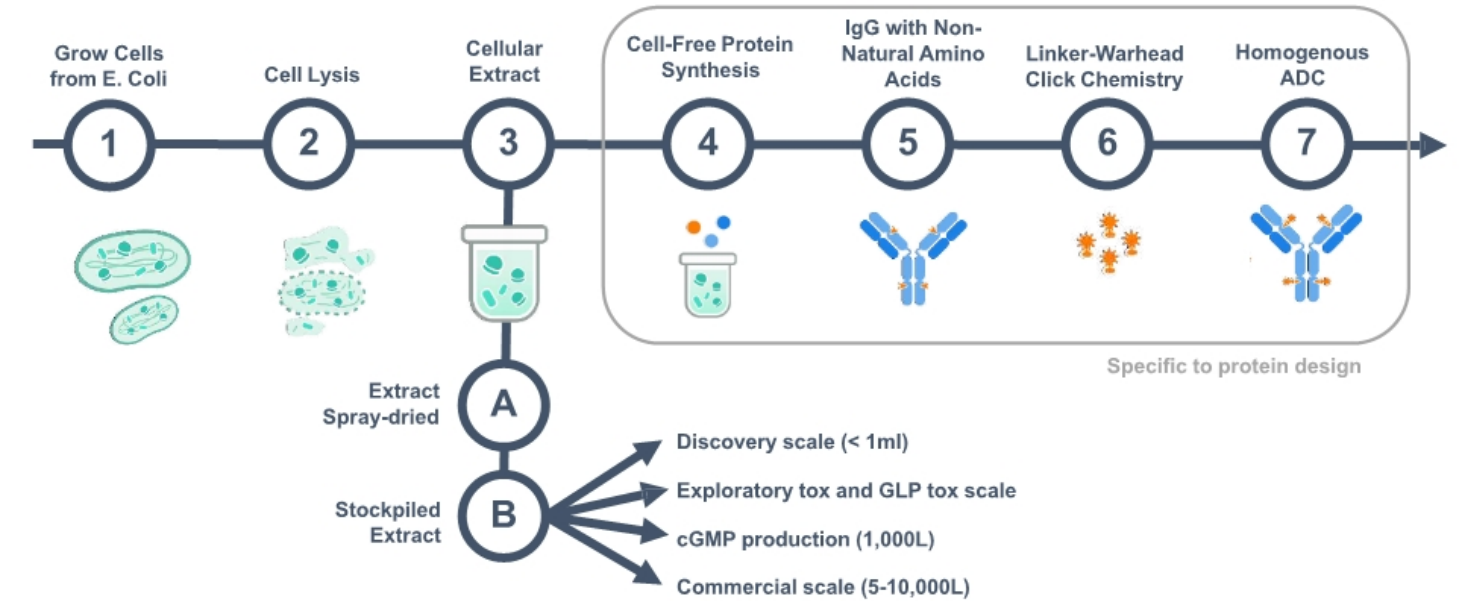 Grow Cells
from E. Coli
Cell Lysis
Cellular
Extract
Cell-Free Protein
Synthesis
IgG with Non-
Natural Amino
Acids
Linker-Warhead
Click Chemistry
Homogenous
ADC
1
2
3
4
5
6
7
Specific to protein design
Extract
Spray-dried
A
Stockpiled
Extract
B
Discovery scale (< 1ml)
Exploratory tox and GLP tox scale
cGMP production (1,000L)
Commercial scale (5-10,000L)